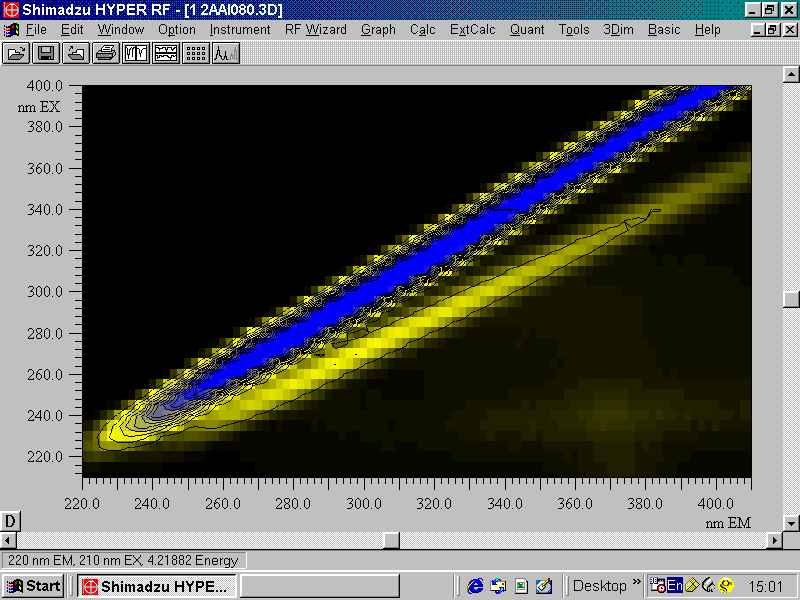 Shimadzu HYPER RF - [1 2AAI080.3D]
File Edit Window Option Instrument RF Wizard Graph Calc ExtCalc Quant Tools 3Dim Basic Help
400.0
nm EX
380.0
360.0
340.0
320.0
300.0
280.0
260.0
240.0
220.0
220.0 240.0 260.0 280.0 300.0 320.0 340.0 360.0 380.0 400.0
nm EM
D
220 nm EM, 210 nm EX, 4.21882 Energy
Start Shimadzu HYPE... Desktop » En 15:01